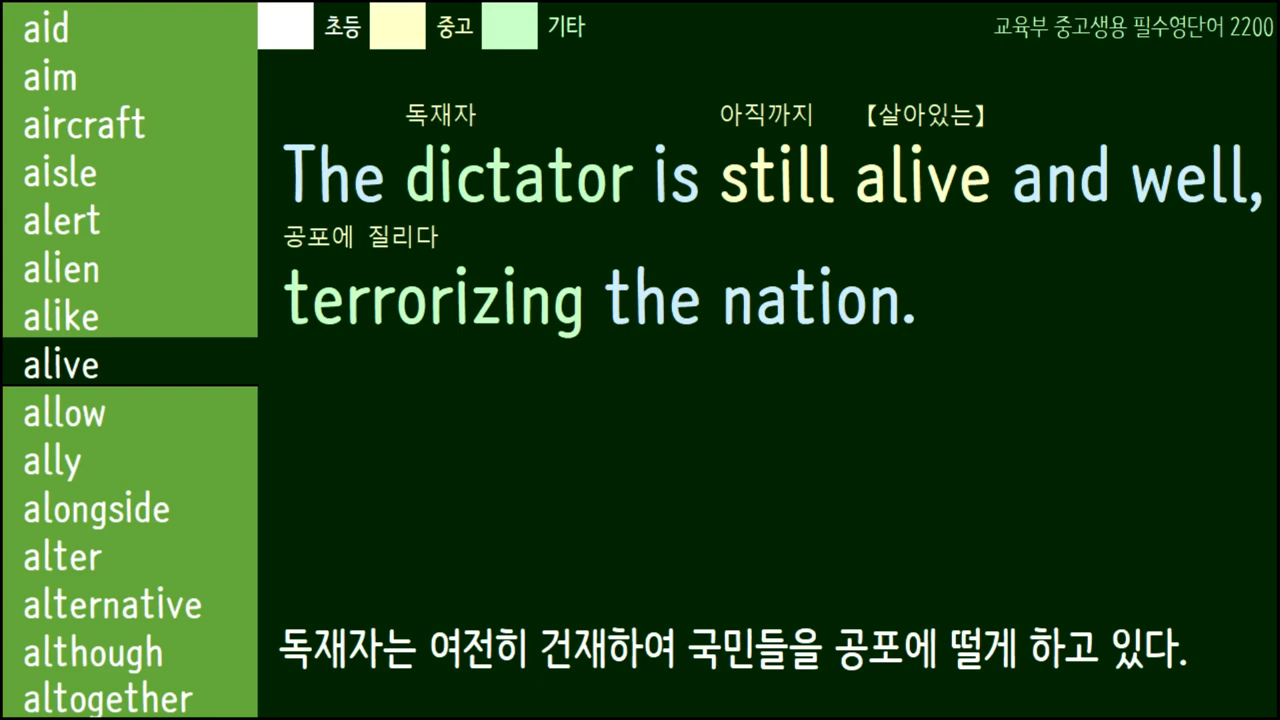 aid
aim
aircraft
aisle
alert
alien
alike
alive
allow
ally
alongside
alter
alternative
although
altogether
초등 중고 기타
교육부 중고생용 필수영단어 2200
독재자 아직까지 【살아있는】
The dictator is still alive and well,
공포에 질리다
terrorizing the nation.
독재자는 여전히 건재하여 국민들을 공포에 떨게 하고 있다.